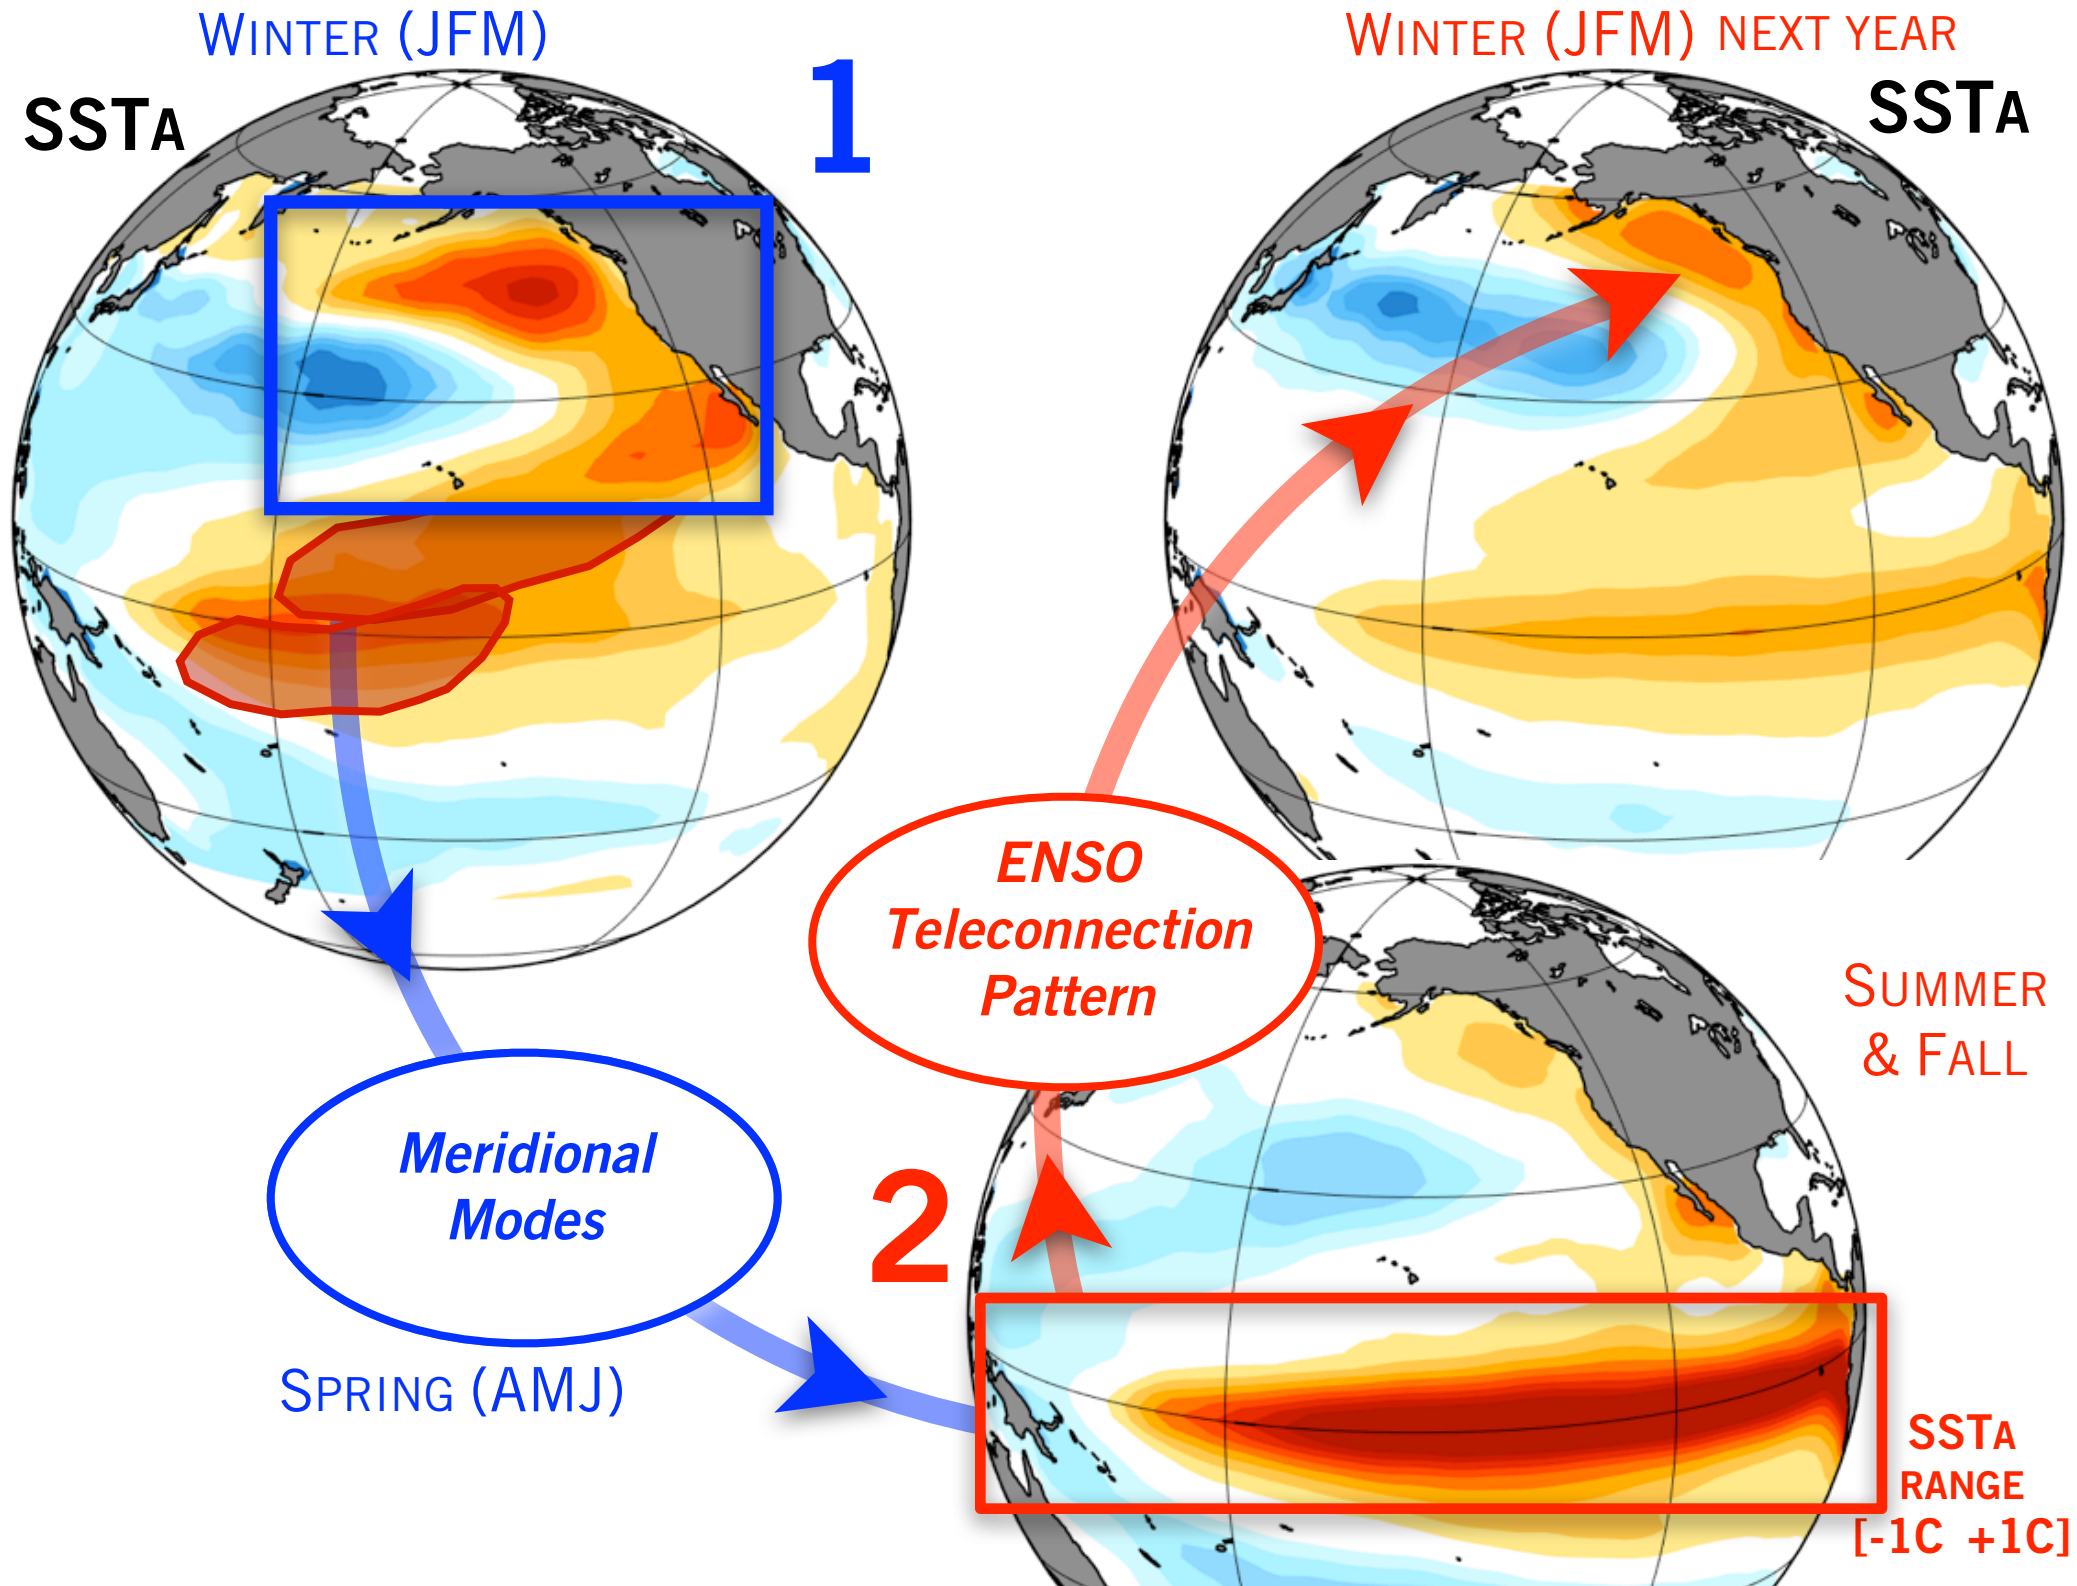 WINTER (JFM)
SSTA
1
WINTER (JFM) NEXT YEAR
SSTA
ENSO
Teleconnection
Pattern
SUMMER
& FALL
Meridional
Modes
2
SPRING (AMJ)
SSTA
RANGE
[-1C +1C]